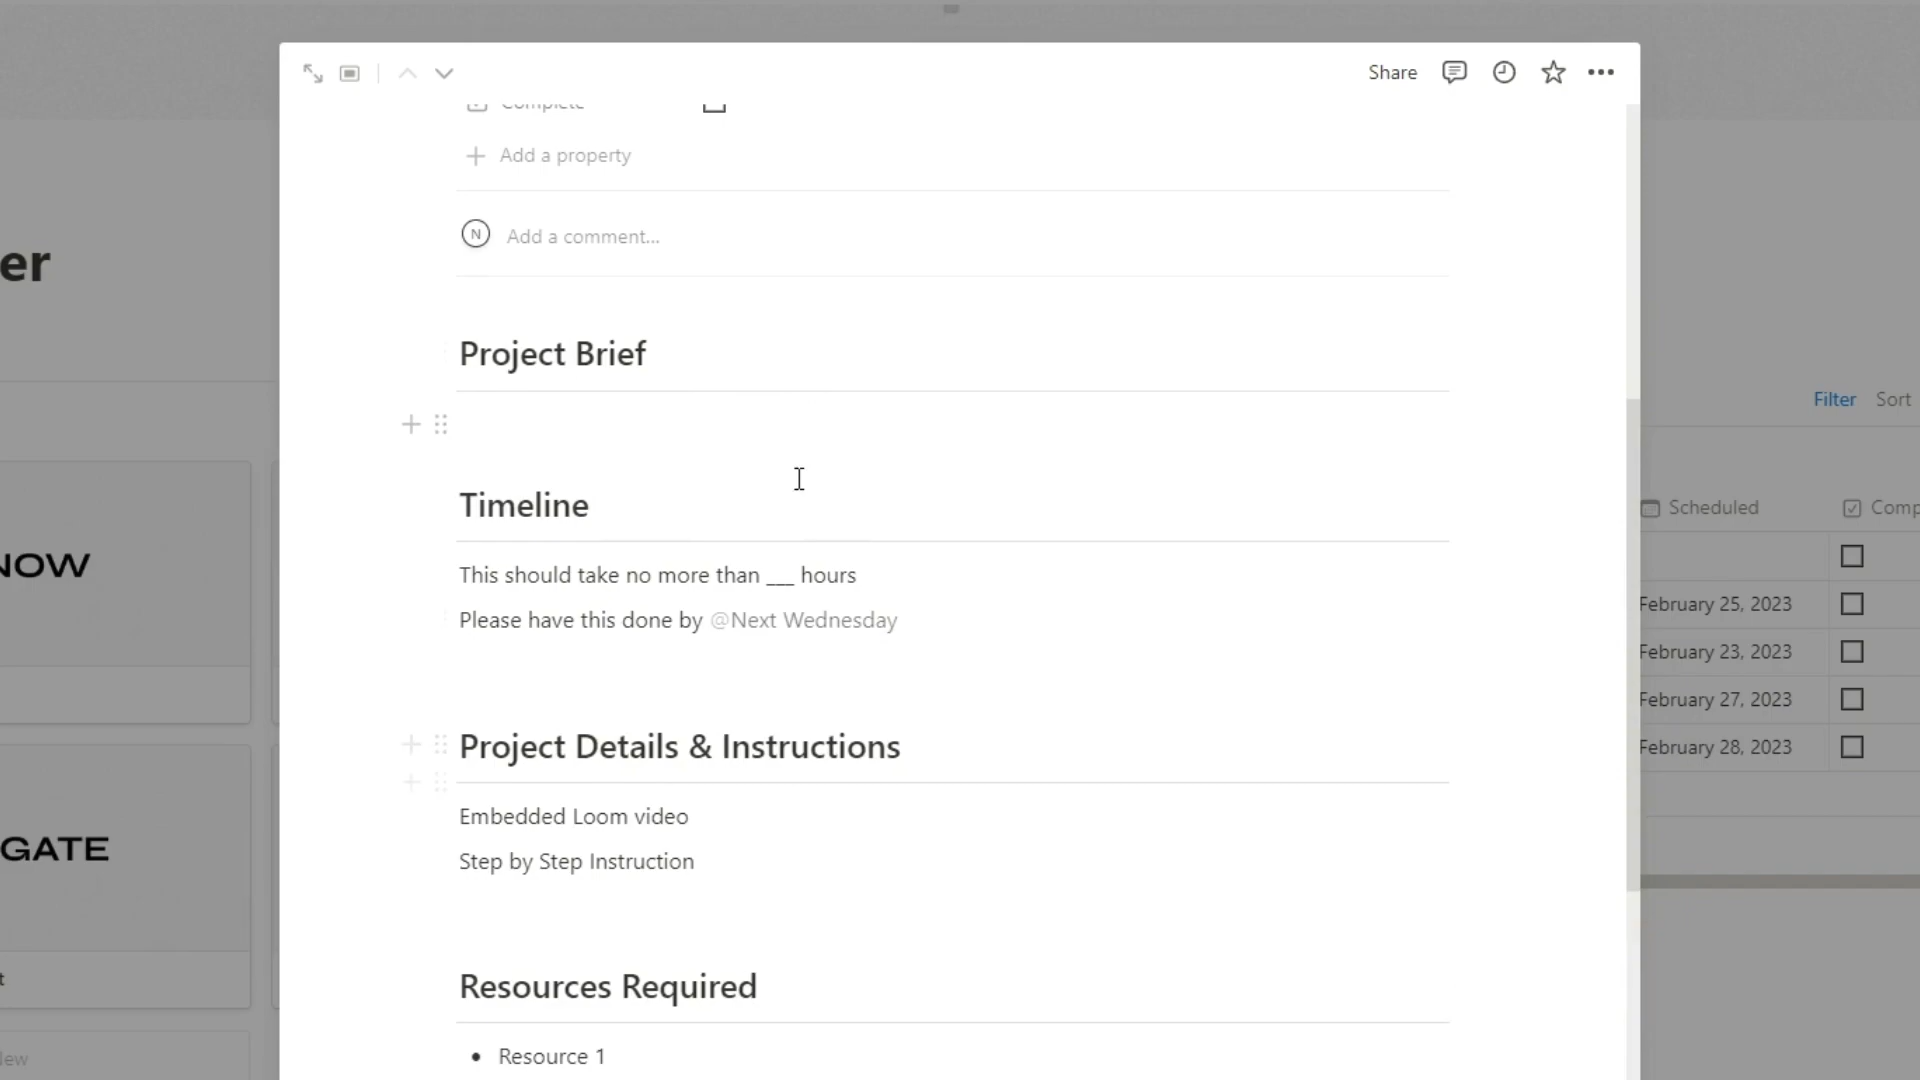 Share
Complete
Add a property
N
Add a comment...
er
Project Brief
Filter Sort
Timeline
Scheduled
NOW
This should take no more than ___ hours
February 25, 2023
Please have this done by @Next Wednesday
February 23, 2023
February 27, 2023
Project Details & Instructions
February 28, 2023
Embedded Loom video
GATE
Step by Step Instruction
t
Resources Required
• Resource 1